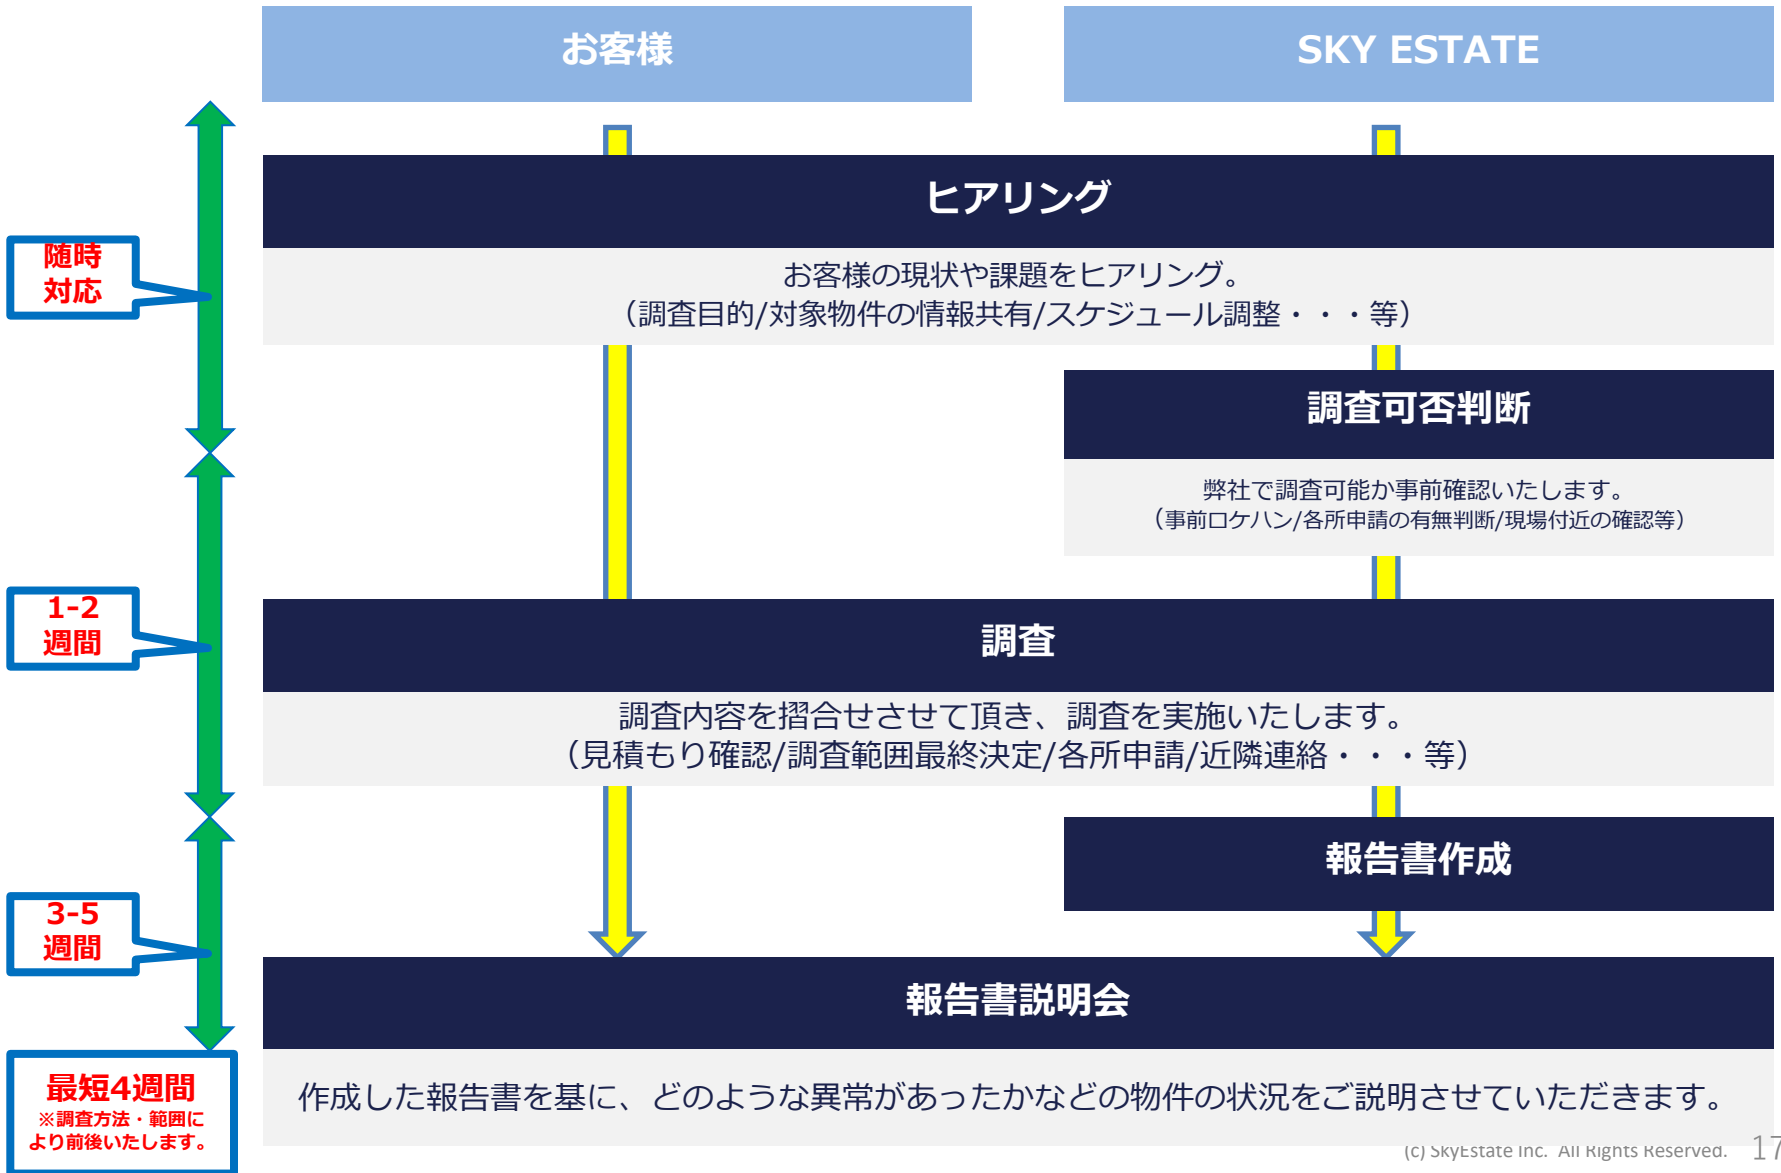 お客様
SKY ESTATE
ヒアリング
随時
対応
お客様の現状や課題をヒアリング。
（調査目的/対象物件の情報共有/スケジュール調整・・・等）
調査可否判断
弊社で調査可能か事前確認いたします。
（事前ロケハン/各所申請の有無判断/現場付近の確認等）
1-2
週間
調査
調査内容を摺合せさせて頂き、調査を実施いたします。
（見積もり確認/調査範囲最終決定/各所申請/近隣連絡・・・等）
報告書作成
3-5
週間
報告書説明会
最短4週間
※調査方法・範囲に
より前後いたします。
作成した報告書を基に、どのような異常があったかなどの物件の状況をご説明させていただきます。
(c) SkyEstate Inc. All Rights Reserved.
17